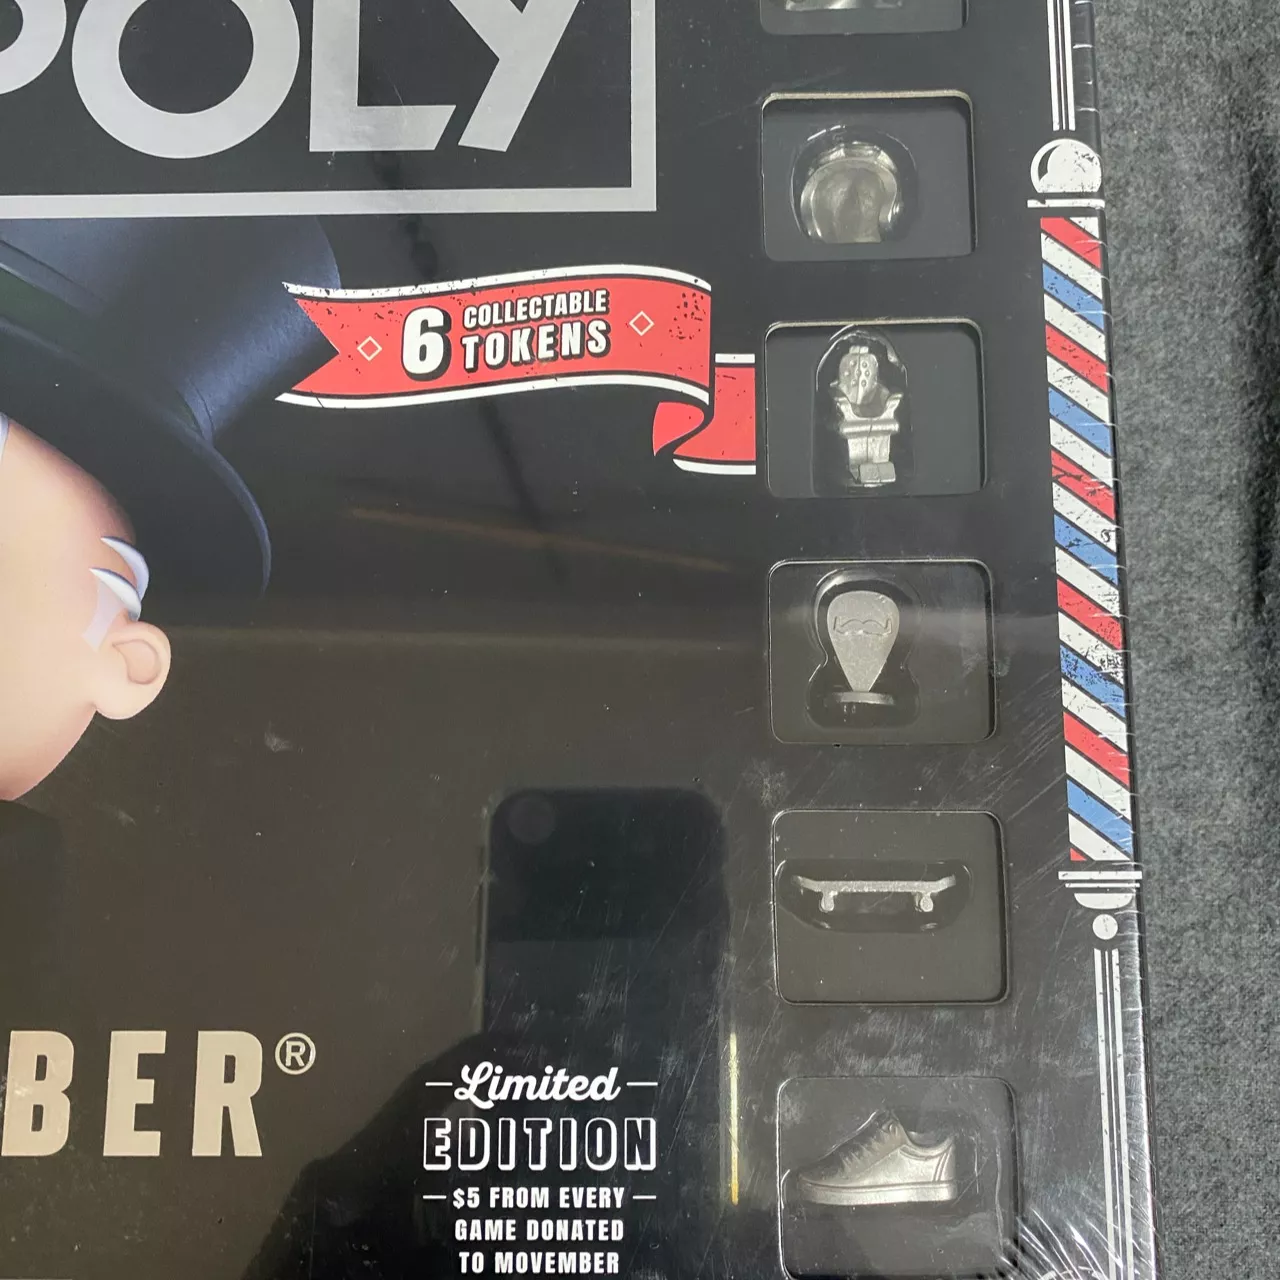 POLY
6 COLLECTABLE
TOKENS
BER®
Limited
EDITION
$5 FROM EVERY
GAME DONATED
TO MOVEMBER